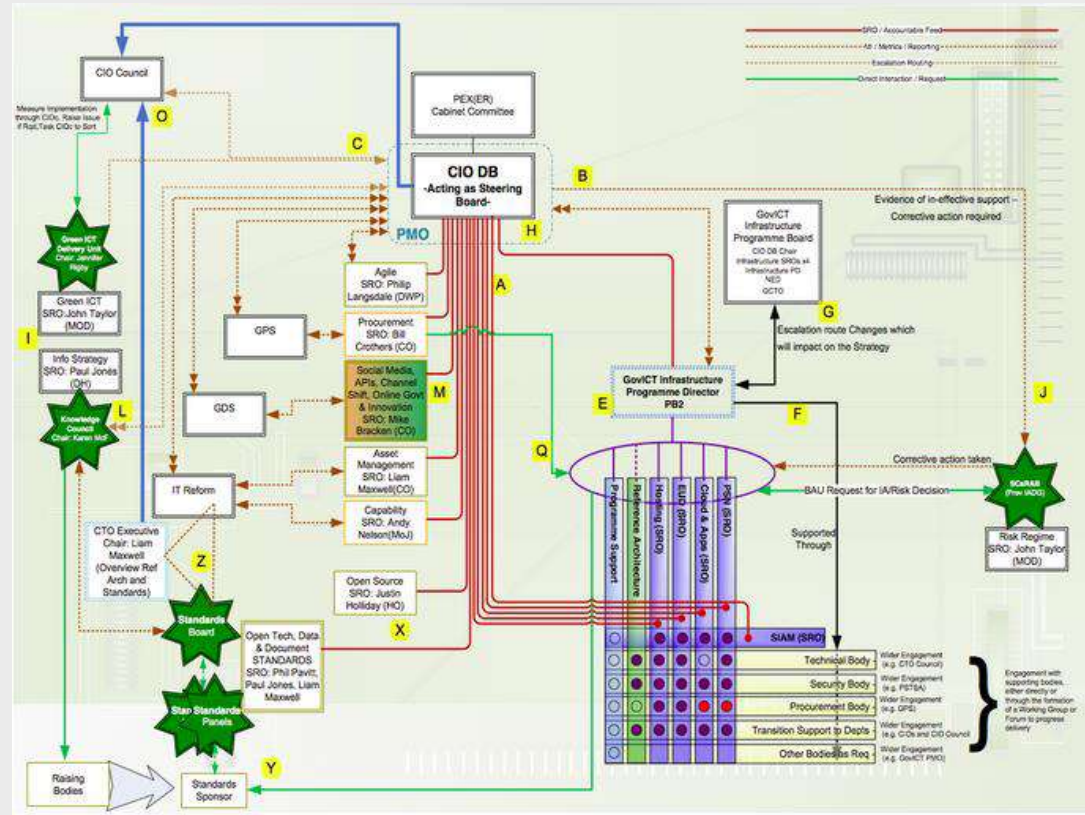 SRO / Accountable Feed
MI / Metrics / Reporting
Escalation Routing
Direct Interaction / Request
CIO Council
Measure Implementation
through CIOs, Raise Issue
if Rqd, Task CIOs to Sort
O
C
PEX(ER)
Cabinet Committee
CIO DB
-Acting as Steering
Board-
PMO
H
B
Evidence of in-effective support –
Corrective action required
GovICT
Infrastructure
Programme Board
CIO DB Chair
Infrastructure SROs x4
Infrastructure PD
NED
GCTO
G
Escalation route Changes which
will impact on the Strategy
Green ICT
Delivery Unit
Chair: Jennifer
Rigby
Green ICT
SRO:John Taylor
(MOD)
I
Info Strategy
SRO: Paul Jones
(DH)
L
Knowledge
Council
Chair: Karen McF
Agile
SRO: Philip
Langsdale (DWP)
A
GPS
Procurement
SRO: Bill
Crothers (CO)
GDS
Social Media,
APIs, Channel
Shift, Online Govt
& Innovation
SRO: Mike
Bracken (CO)
M
IT Reform
Asset
Management
SRO: Liam
Maxwell(CO)
Capability
SRO: Andy
Nelson(MoJ)
CTO Executive
Chair: Liam
Maxwell
(Overview Ref
Arch and
Standards)
Z
Open Source
SRO: Justin
Holliday (HO)
X
Standards
Board
Open Tech, Data
& Document
STANDARDS
SRO: Phil Pavitt,
Paul Jones, Liam
Maxwell
Standards
Panels
Raising
Bodies
Standards
Sponsor
Y
GovICT Infrastructure
Programme Director
PB2
E
F
J
Q
Corrective action taken
BAU Request for IA/Risk Decision
SCaRAB
(Prev IADG)
Risk Regime
SRO: John Taylor
(MOD)
Supported
Through
Programme Support
Reference Architecture
Hosting (SRO)
EUD (SRO)
Cloud & Apps (SRO)
PSN (SRO)
SIAM (SRO)
Technical Body
Wider Engagement
(e.g. CTO Council)
Security Body
Wider Engagement
(e.g. PSTSA)
Procurement Body
Wider Engagement
(e.g. GPS)
Transition Support to Depts
Wider Engagement
(e.g. CIOs and CIO Council)
Other Bodies as Req
Wider Engagement
(e.g. GovICT PMO)
Engagement with
supporting bodies,
either directly or
through the formation
of a Working Group or
Forum to progress
delivery